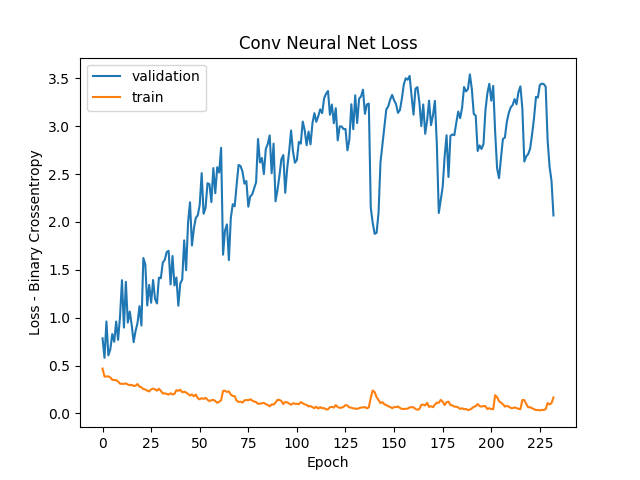 Conv Neural Net Loss
validation
train
3.5
3.0
2.5
2.0
1.5
1.0
0.5
0.0
Loss - Binary Crossentropy
0 25 50 75 100 125 150 175 200 225
Epoch